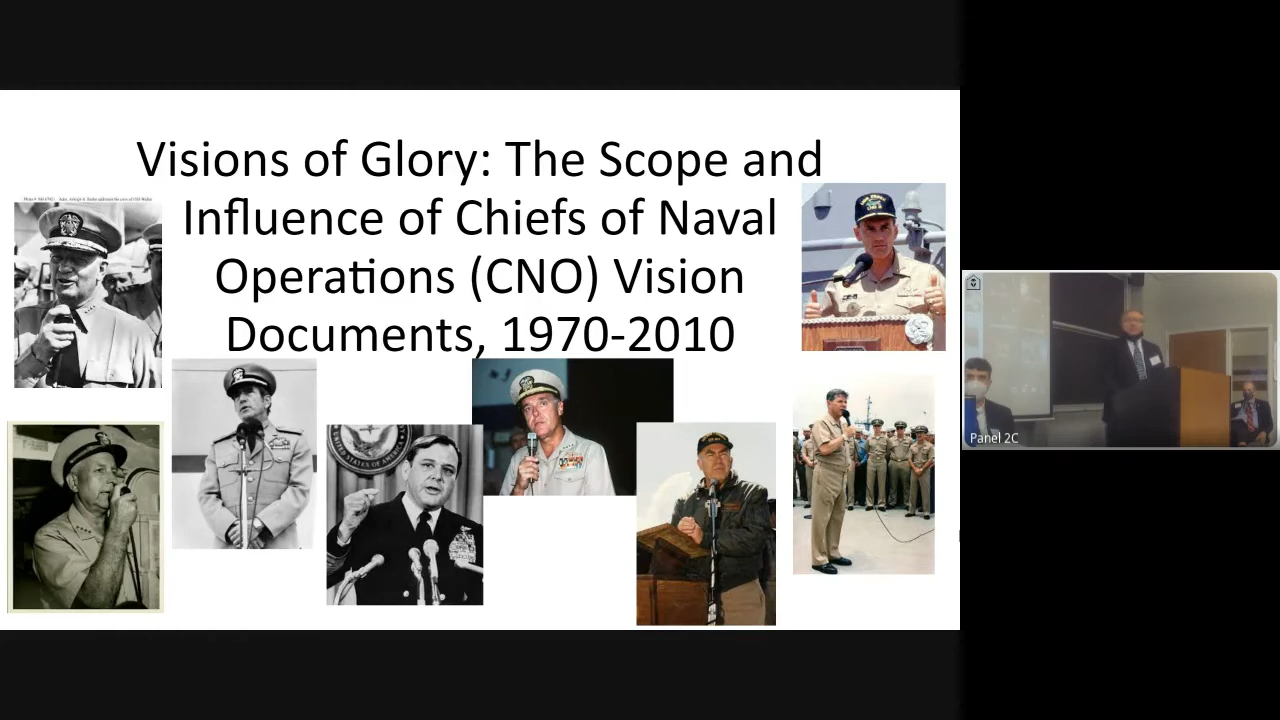 Visions of Glory: The Scope and
Influence of Chiefs of Naval
Operations (CNO) Vision
Documents, 1970-2010
Panel 2C